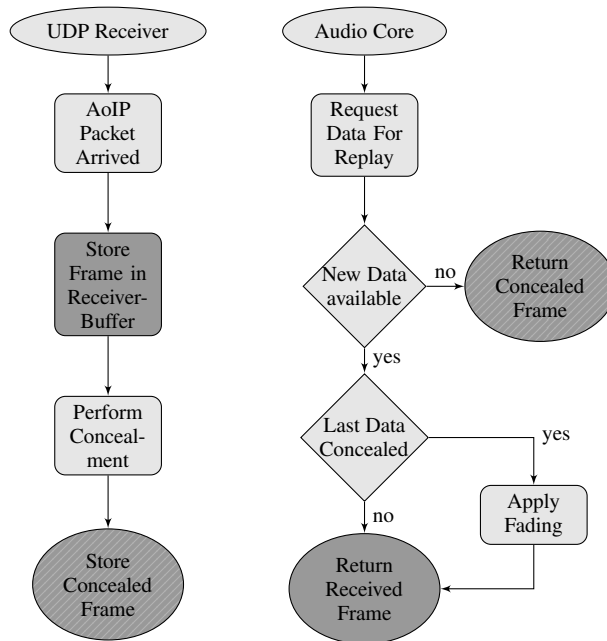 UDP Receiver
AoIP
Packet
Arrived
Store
Frame in
Receiver-
Buffer
Perform
Conceal-
ment
Store
Concealed
Frame
Audio Core
Request
Data For
Replay
New Data
available
no
Return
Concealed
Frame
yes
Last Data
Concealed
yes
Apply
Fading
no
Return
Received
Frame